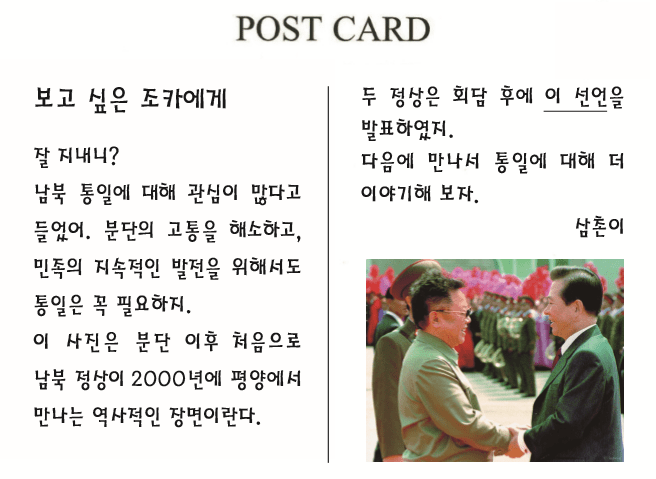 POST CARD
보고 싶은 조카에게
잘 지내니?
남북 통일에 대해 관심이 많다고
들었어. 분단의 고통을 해소하고,
민족의 지속적인 발전을 위해서도
통일은 꼭 필요하지.
이 사진은 분단 이후 처음으로
남북 정상이 2000년에 평양에서
만나는 역사적인 장면이란다.
두 정상은 회담 후에 이 선언을
발표하였지.
다음에 만나서 통일에 대해 더
이야기해 보자.
삼촌이